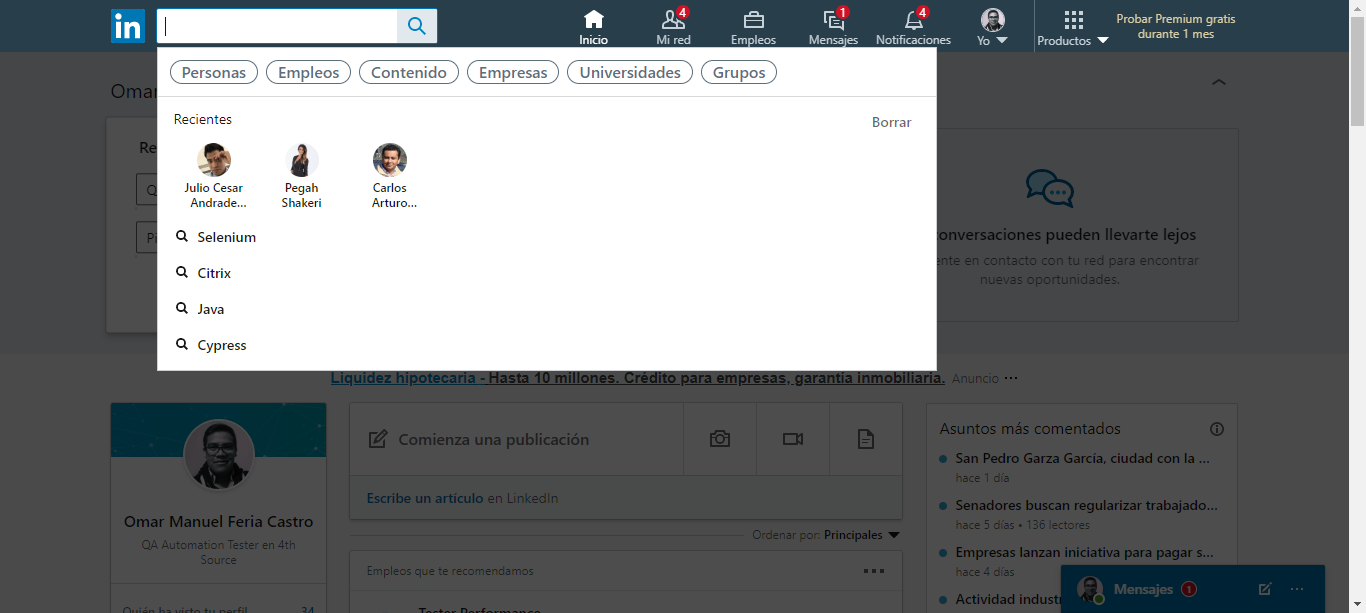 in
Inicio
4
Mi red
Empleos
1
Mensajes
4
Notificaciones
Yo
Productos
Probar Premium gratis
durante 1 mes
Personas
Empleos
Contenido
Empresas
Universidades
Grupos
Omar
Recientes
Borrar
Julio Cesar
Andrade...
Pegah
Shakeri
Carlos
Arturo...
Selenium
Citrix
Java
Cypress
Re
Q
Pi
onversaciones pueden llevarte lejos
ente en contacto con tu red para encontrar
nuevas oportunidades.
Liquidez hipotecaria - Hasta 10 millones. Crédito para empresas, garantía inmobiliaria. Anuncio ...
Omar Manuel Feria Castro
QA Automation Tester en 4th
Source
Quién ha visto tu perfil 34
Comienza una publicación
Escribe un artículo en LinkedIn
Ordenar por: Principales
Empleos que te recomendamos
Tester Performance
Asuntos más comentados
San Pedro Garza García, ciudad con la ...
hace 1 día
Senadores buscan regularizar trabajado...
hace 5 días • 136 lectores
Empresas lanzan iniciativa para pagar s...
hace 4 días
Actividad industr
Mensajes 1